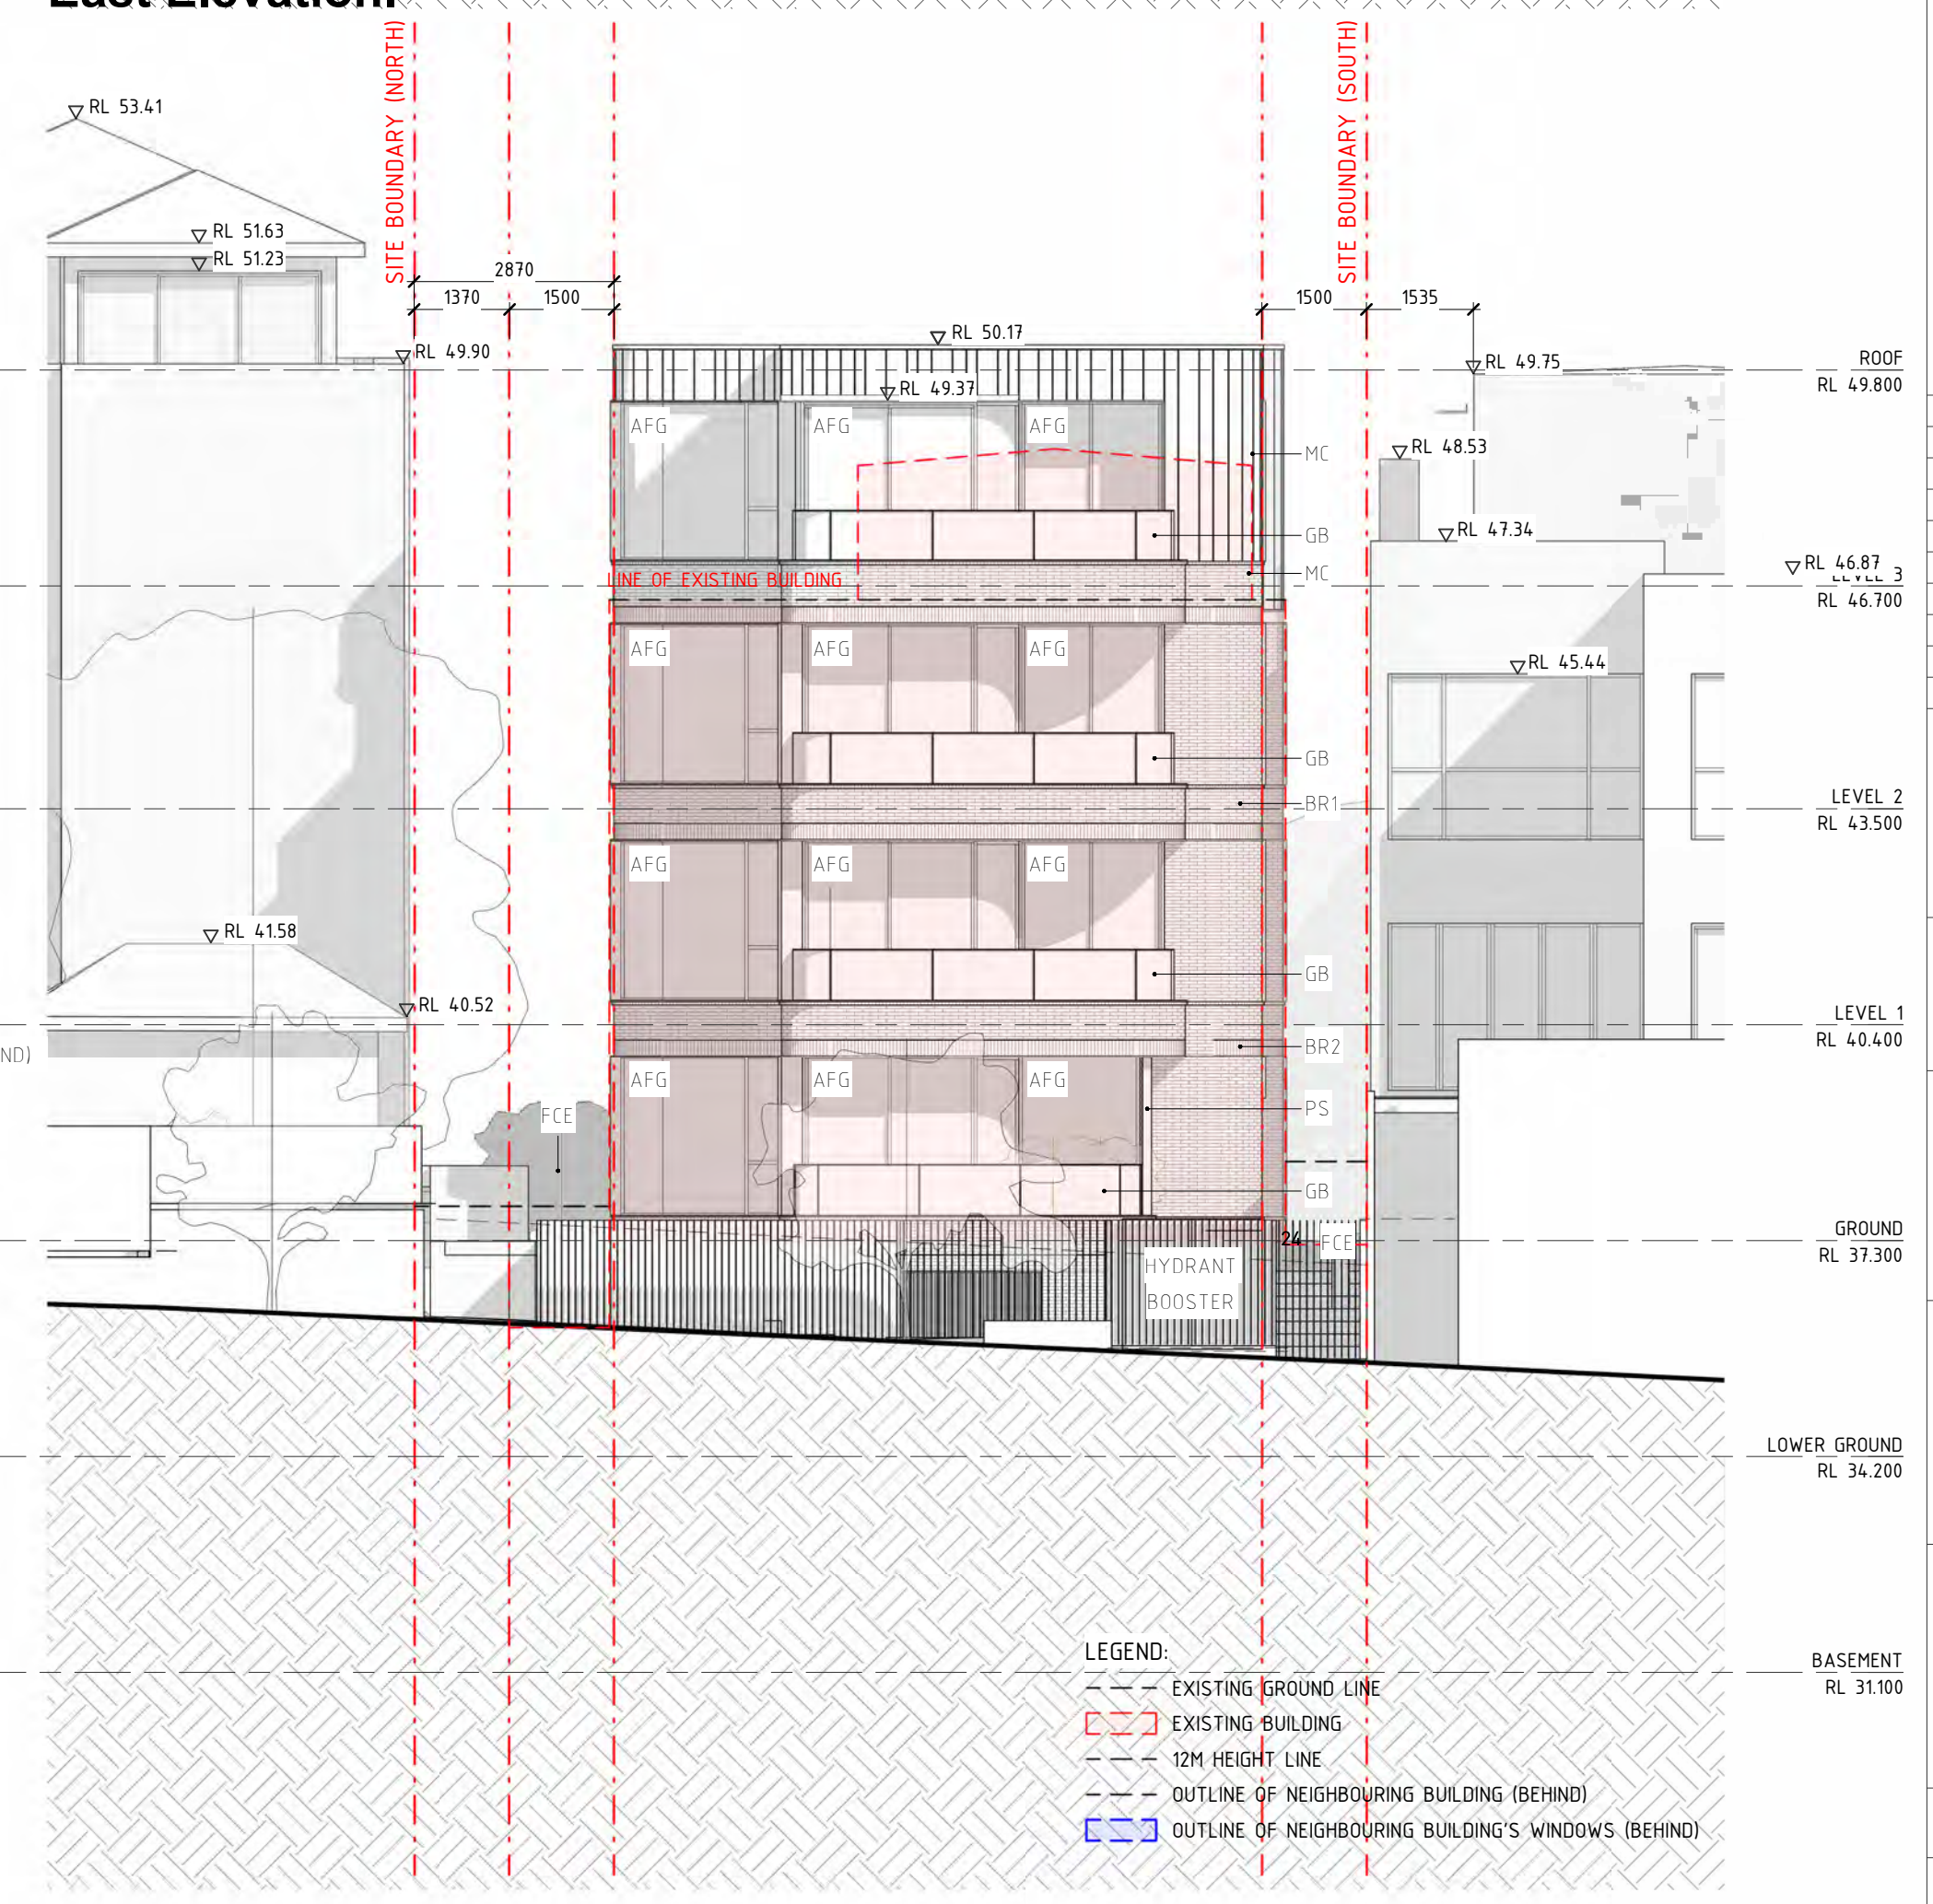 East Elevation.
SITE BOUNDARY (NORTH)
SITE BOUNDARY (SOUTH)
RL 53.41
RL 51.63
RL 51.23
2870
1370
1500
1500
1535
RL 49.90
RL 50.17
RL 49.75
ROOF
RL 49.800
RL 49.37
AFG
AFG
AFG
MC
RL 48.53
GB
RL 47.34
MC
RL 46.87
LINE OF EXISTING BUILDING
LEVEL 3
RL 46.700
AFG
AFG
AFG
RL 45.44
GB
BR1
LEVEL 2
RL 43.500
AFG
AFG
AFG
RL 41.58
GB
RL 40.52
LEVEL 1
RL 40.400
BR2
ND)
AFG
AFG
AFG
FCE
PS
GB
24
FCE
GROUND
RL 37.300
HYDRANT
BOOSTER
LOWER GROUND
RL 34.200
BASEMENT
RL 31.100
LEGEND:
EXISTING GROUND LINE
EXISTING BUILDING
12M HEIGHT LINE
OUTLINE OF NEIGHBOURING BUILDING (BEHIND)
OUTLINE OF NEIGHBOURING BUILDING'S WINDOWS (BEHIND)